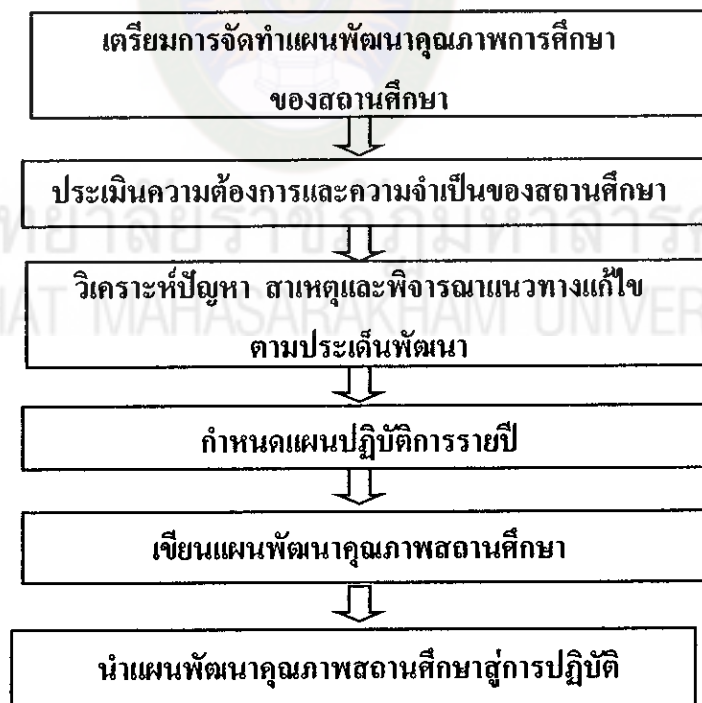 เตรียมการจัดทำแผนพัฒนาคุณภาพการศึกษา
ของสถานศึกษา
ประเมินความต้องการและความจำเป็นของสถานศึกษา
วิเคราะห์ปัญหา สาเหตุและพิจารณาแนวทางแก้ไข
ตามประเด็นพัฒนา
กำหนดแผนปฏิบัติการรายปี
เขียนแผนพัฒนาคุณภาพสถานศึกษา
นำแผนพัฒนาคุณภาพสถานศึกษาสู่การปฏิบัติ